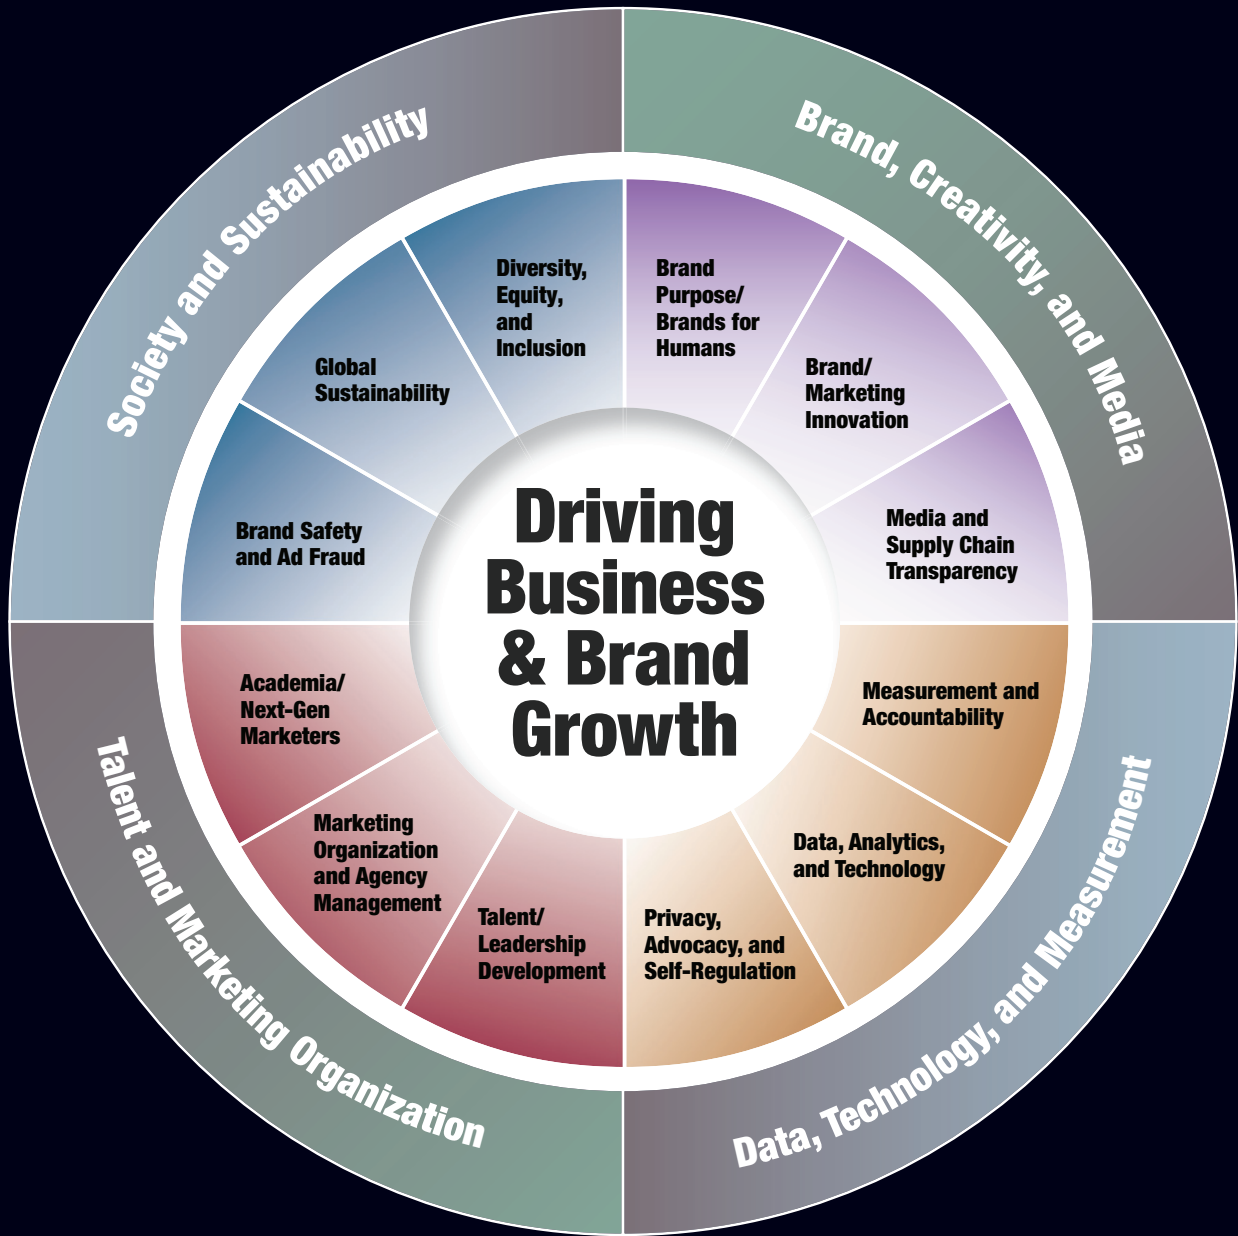 Society and Sustainability
Brand, Creativity, and Media
Diversity,
Equity,
and
Inclusion
Brand
Purpose/
Brands for
Humans
Global
Sustainability
Brand/
Marketing
Innovation
Brand Safety
and Ad Fraud
Media and
Supply Chain
Transparency
Driving
Business
& Brand
Growth
Academia/
Next-Gen
Marketers
Measurement and
Accountability
Marketing
Organization
and Agency
Management
Data, Analytics,
and Technology
Talent/
Leadership
Development
Privacy,
Advocacy, and
Self-Regulation
Talent and Marketing Organization
Data, Technology, and Measurement